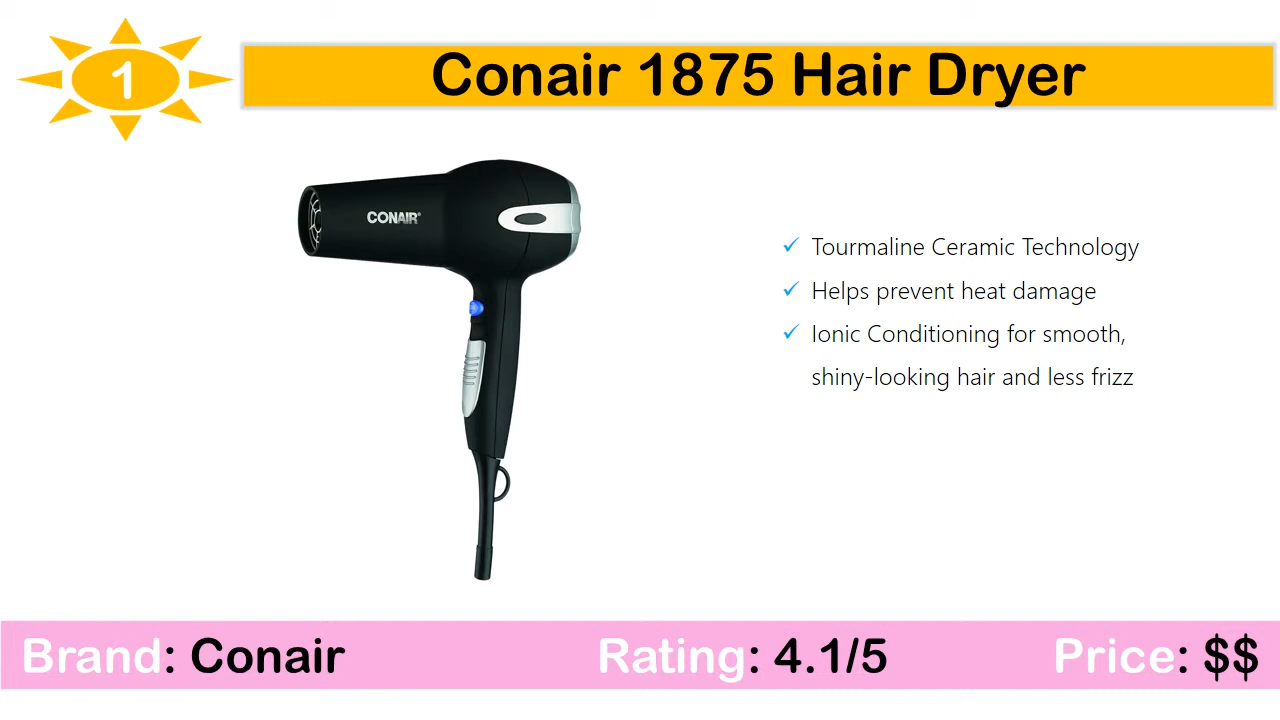 1
Conair 1875 Hair Dryer
CONAIR®
Tourmaline Ceramic Technology
Helps prevent heat damage
Ionic Conditioning for smooth,
shiny-looking hair and less frizz
Brand: Conair Rating: 4.1/5 Price: $$